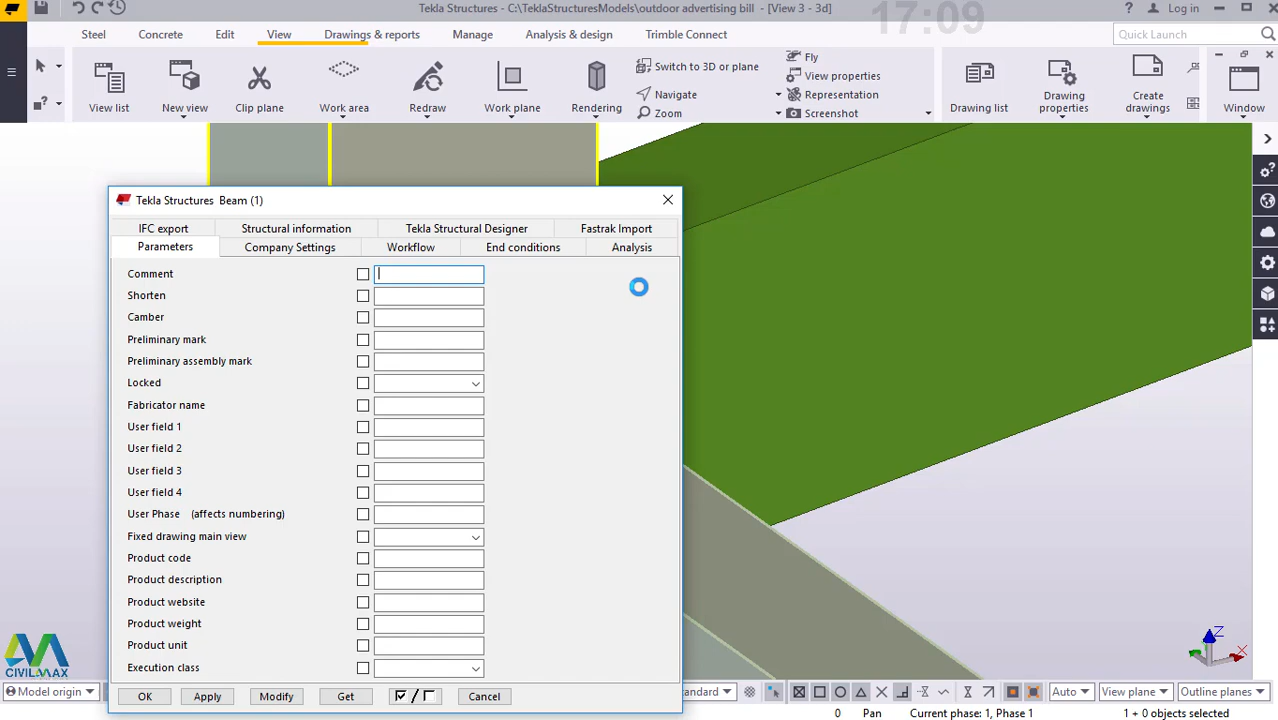 Tekla Structures - C:\TeklaStructuresModels\outdoor advertising bill - [View 3 - 3d]
17:09
Log in
Steel Concrete Edit View Drawings & reports Manage Analysis & design Trimble Connect
Quick Launch
View list
New view
Clip plane
Work area
Redraw
Work plane
Rendering
Switch to 3D or plane
Navigate
Zoom
Fly
View properties
Representation
Screenshot
Drawing list
Drawing properties
Create drawings
Window
Tekla Structures Beam (1)
IFC export Structural information Tekla Structural Designer Fastrak Import
Parameters Company Settings Workflow End conditions Analysis
Comment
Shorten
Camber
Preliminary mark
Preliminary assembly mark
Locked
Fabricator name
User field 1
User field 2
User field 3
User field 4
User Phase (affects numbering)
Fixed drawing main view
Product code
Product description
Product website
Product weight
Product unit
Execution class
OK Apply Modify Get / Cancel
CIVILMAX
Z
X
Model origin
Auto
View plane
Outline planes
0 Pan Current phase: 1, Phase 1 1 + 0 objects selected